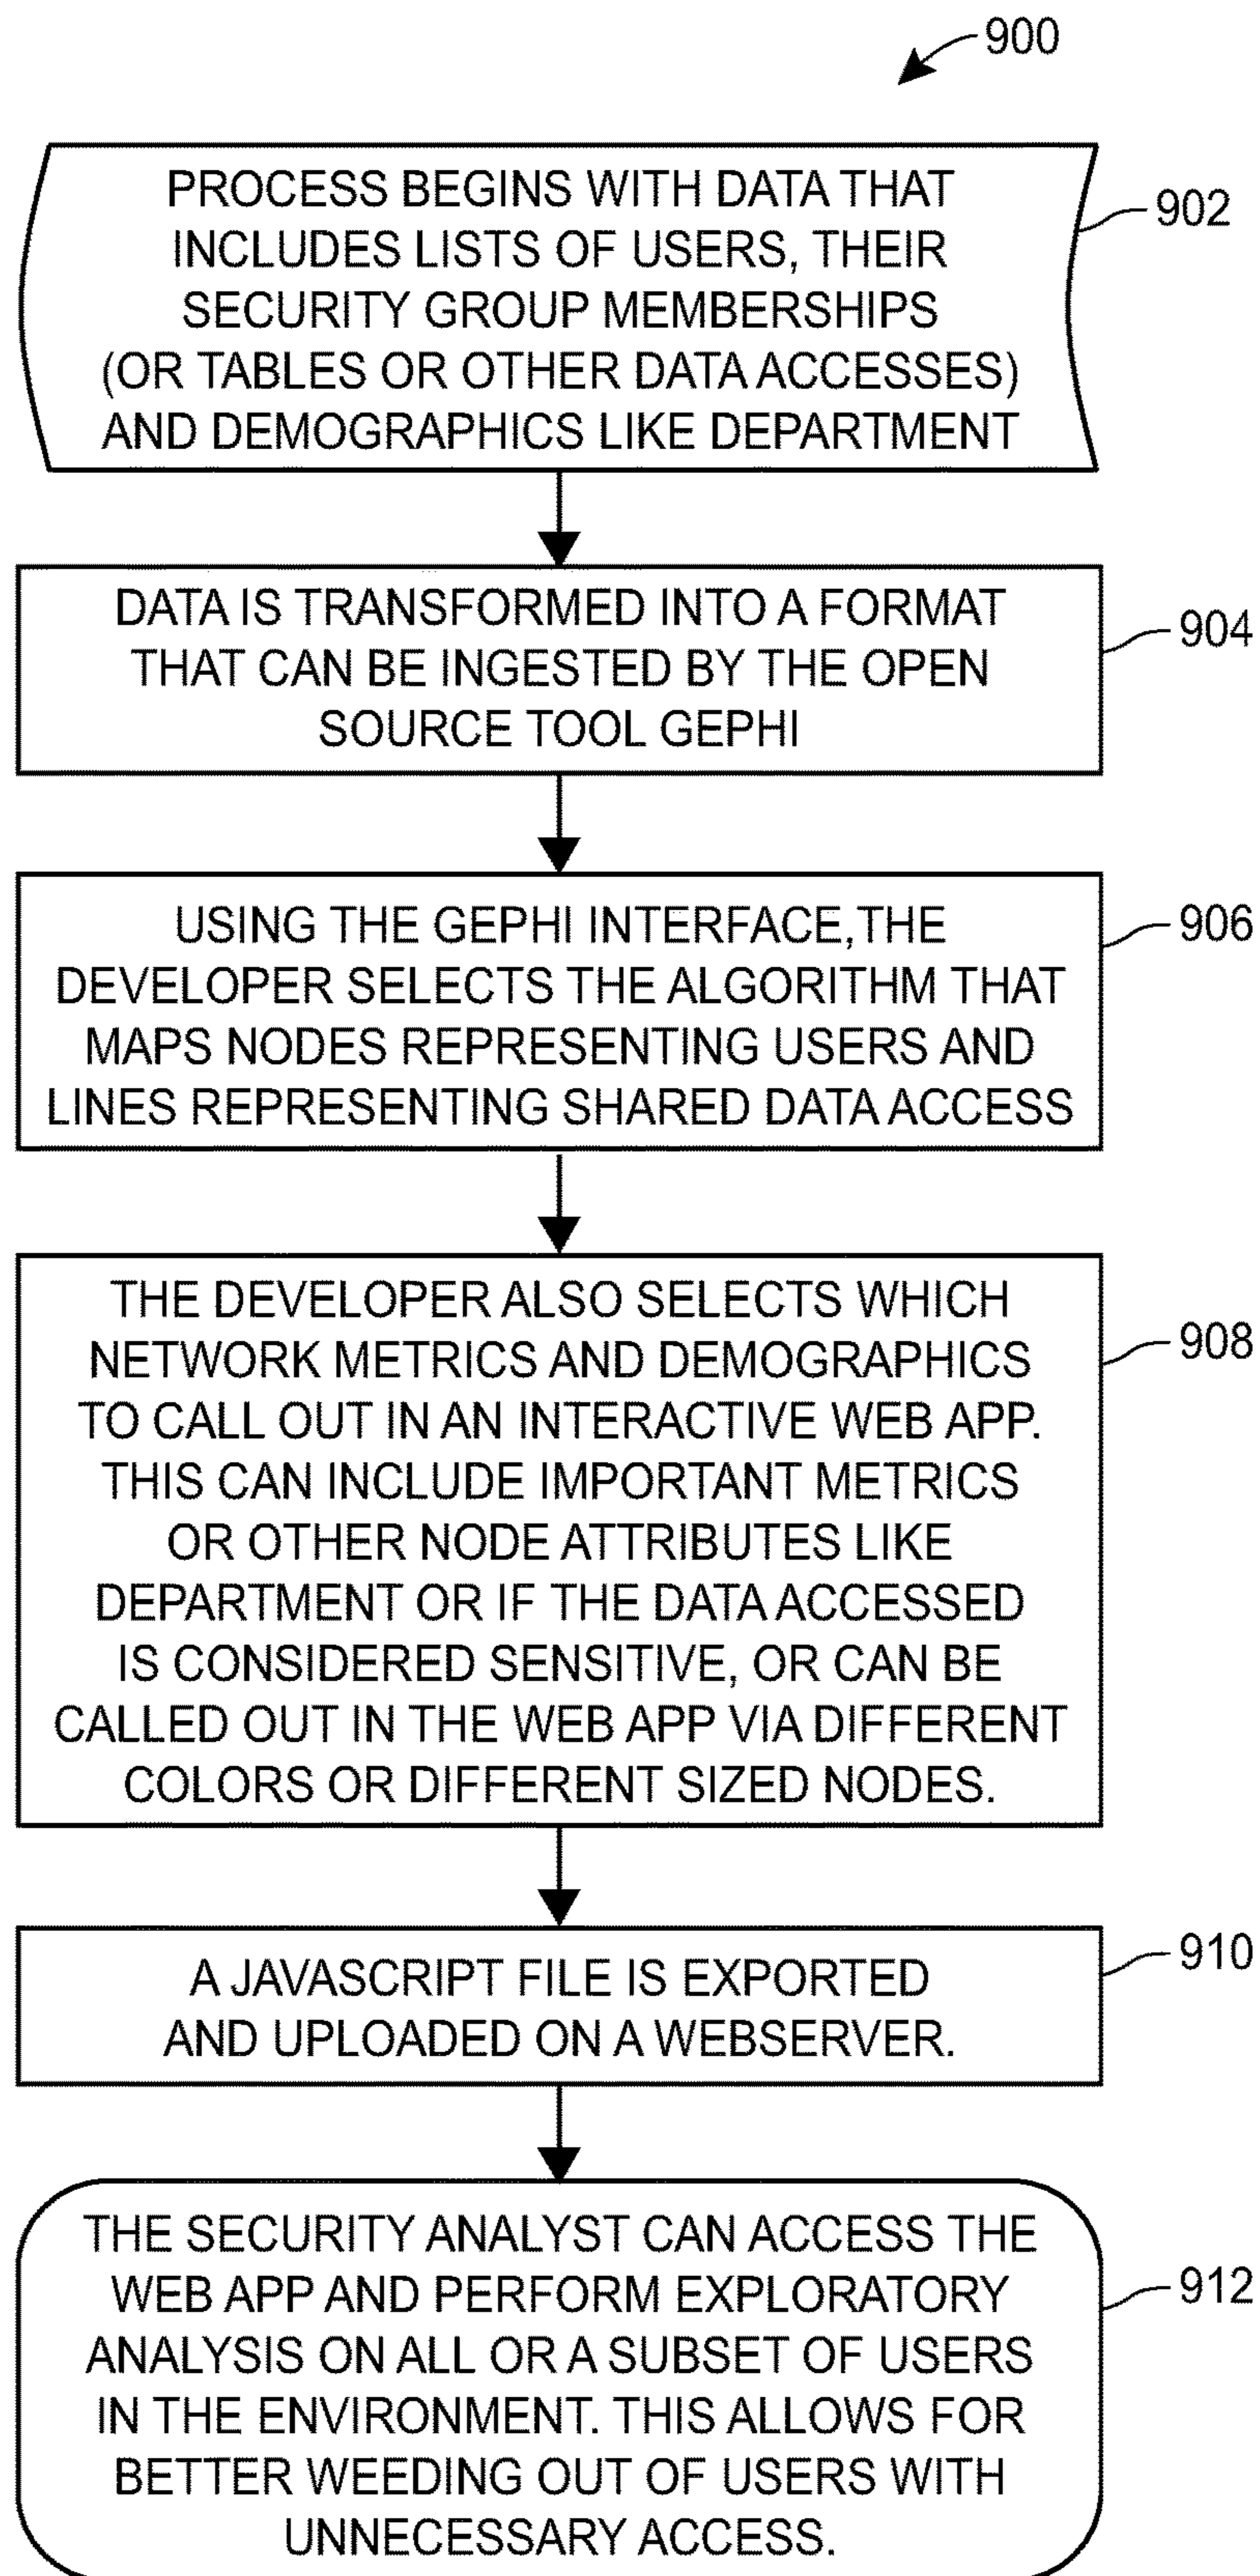 900
PROCESS BEGINS WITH DATA THAT
INCLUDES LISTS OF USERS, THEIR
SECURITY GROUP MEMBERSHIPS
(OR TABLES OR OTHER DATA ACCESSES)
AND DEMOGRAPHICS LIKE DEPARTMENT
902
DATA IS TRANSFORMED INTO A FORMAT
THAT CAN BE INGESTED BY THE OPEN
SOURCE TOOL GEPHI
904
USING THE GEPHI INTERFACE,THE
DEVELOPER SELECTS THE ALGORITHM THAT
MAPS NODES REPRESENTING USERS AND
LINES REPRESENTING SHARED DATA ACCESS
906
THE DEVELOPER ALSO SELECTS WHICH
NETWORK METRICS AND DEMOGRAPHICS
TO CALL OUT IN AN INTERACTIVE WEB APP.
THIS CAN INCLUDE IMPORTANT METRICS
OR OTHER NODE ATTRIBUTES LIKE
DEPARTMENT OR IF THE DATA ACCESSED
IS CONSIDERED SENSITIVE, OR CAN BE
CALLED OUT IN THE WEB APP VIA DIFFERENT
COLORS OR DIFFERENT SIZED NODES.
908
A JAVASCRIPT FILE IS EXPORTED
AND UPLOADED ON A WEBSERVER.
910
THE SECURITY ANALYST CAN ACCESS THE
WEB APP AND PERFORM EXPLORATORY
ANALYSIS ON ALL OR A SUBSET OF USERS
IN THE ENVIRONMENT. THIS ALLOWS FOR
BETTER WEEDING OUT OF USERS WITH
UNNECESSARY ACCESS.
912